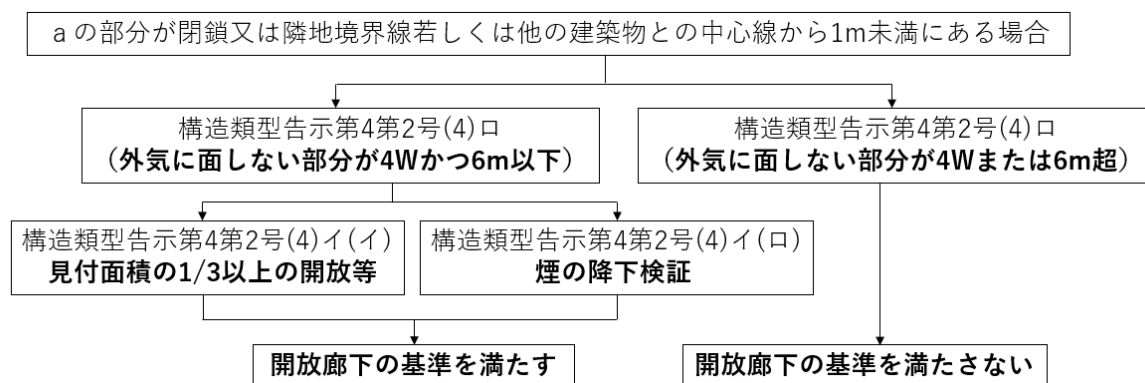 aの部分が閉鎖又は隣地境界線若しくは他の建築物との中心線から1m未満にある場合
構造類型告示第4第2号(4)ロ
(外気に面しない部分が4Wかつ6m以下)
構造類型告示第4第2号(4)ロ
(外気に面しない部分が4Wまたは6m超)
構造類型告示第4第2号(4)イ(イ)
見付面積の1/3以上の開放等
構造類型告示第4第2号(4)イ(ロ)
煙の降下検証
開放廊下の基準を満たす
開放廊下の基準を満たさない